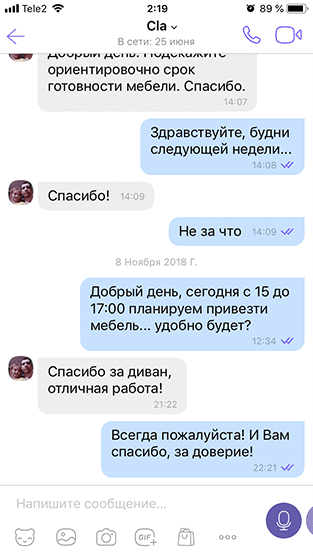 Tele2 2:19 89 %
Cla
В сети: 25 июня
Добрый день. Подскажите
ориентировочно срок
готовности мебели. Спасибо.
14:07
Здравствуйте, будни
следующей недели...
14:08
Спасибо! 14:09
Не за что 14:09
8 Ноября 2018 Г.
Добрый день, сегодня с 15 до
17:00 планируем привезти
мебель... удобно будет?
12:34
Спасибо за диван,
отличная работа!
21:22
Всегда пожалуйста! И Вам
спасибо, за доверие!
22:21
Напишите сообщение...
GIF+